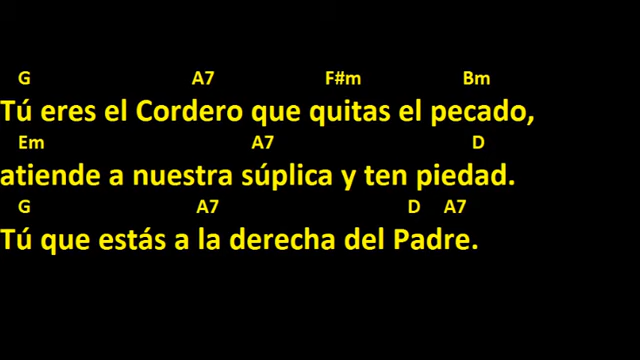 G A7 F#m Bm
Tú eres el Cordero que quitas el pecado,
Em A7 D
atiende a nuestra súplica y ten piedad.
G A7 D A7
Tú que estás a la derecha del Padre.